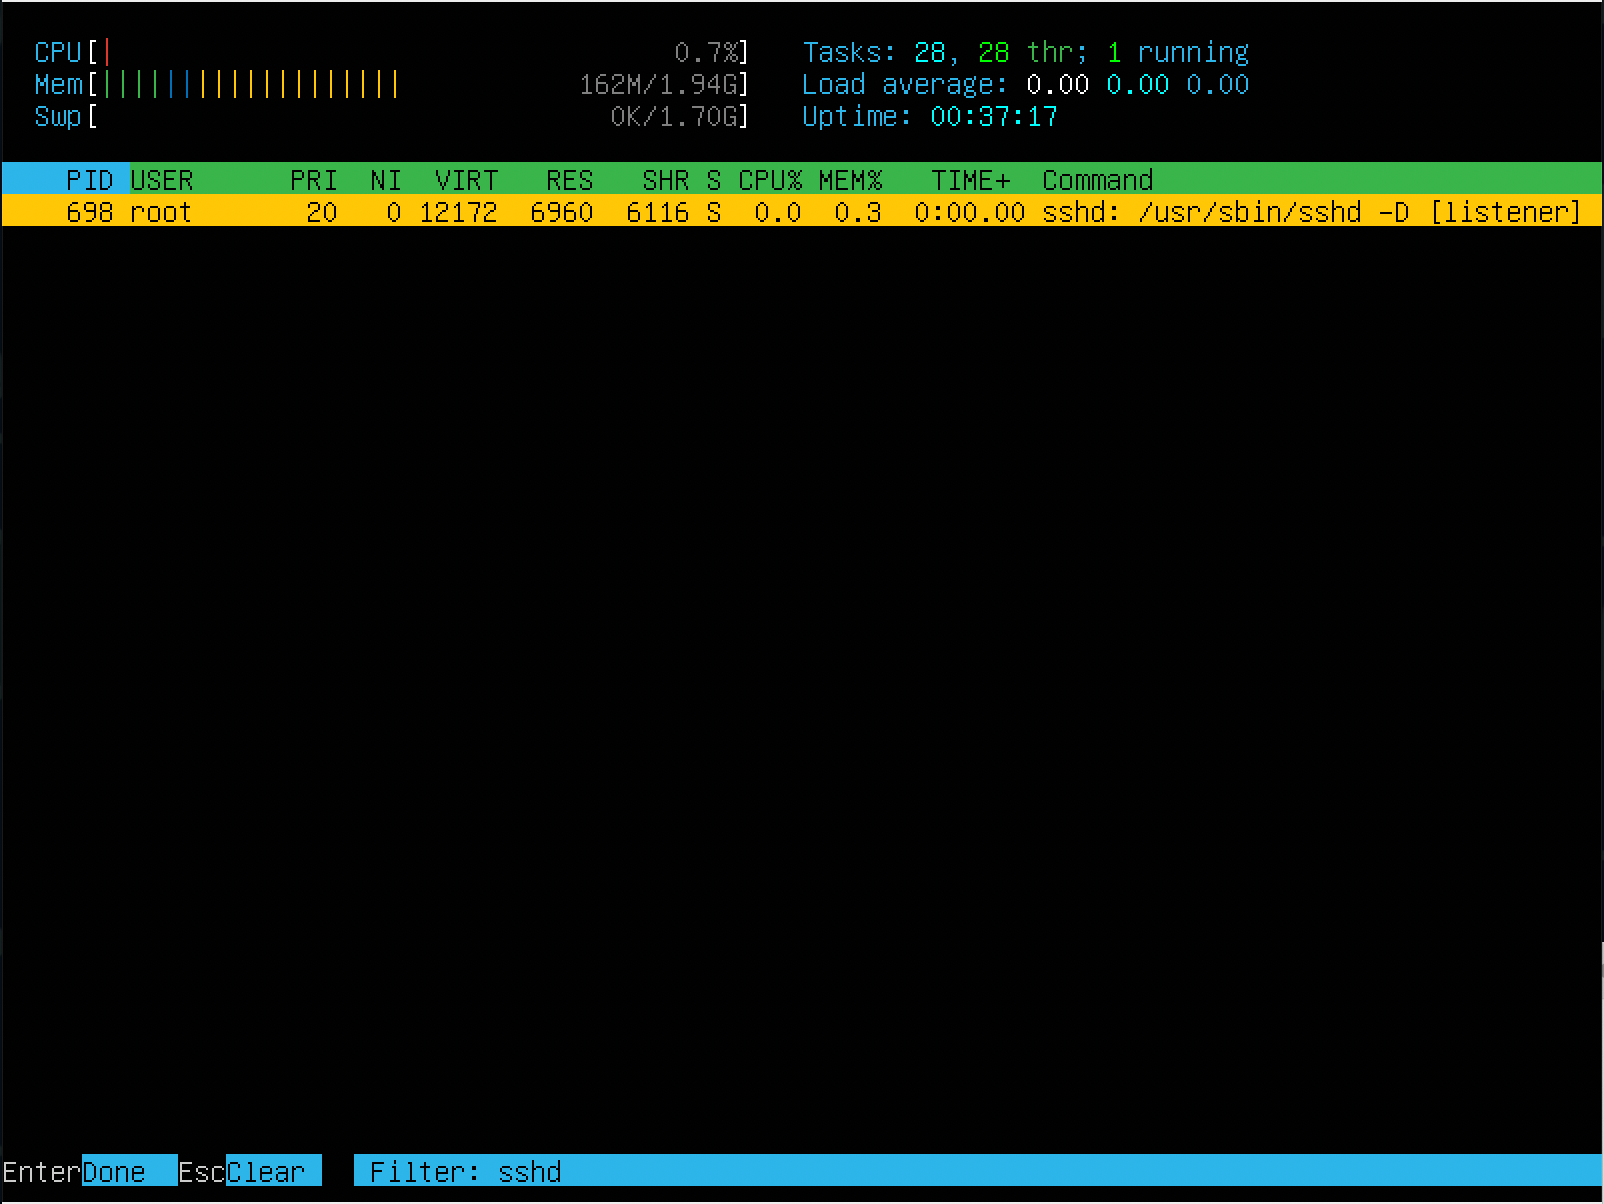 CPU[| 0.7%] Tasks: 28, 28 thr; 1 running
Mem[||||||||||||||||||| 162M/1.94G] Load average: 0.00 0.00 0.00
Swp[ 0K/1.70G] Uptime: 00:37:17
PID USER PRI NI VIRT RES SHR S CPU% MEM% TIME+ Command
698 root 20 0 12172 6960 6116 S 0.0 0.3 0:00.00 sshd: /usr/sbin/sshd -D [listener]
EnterDone EscClear Filter: sshd